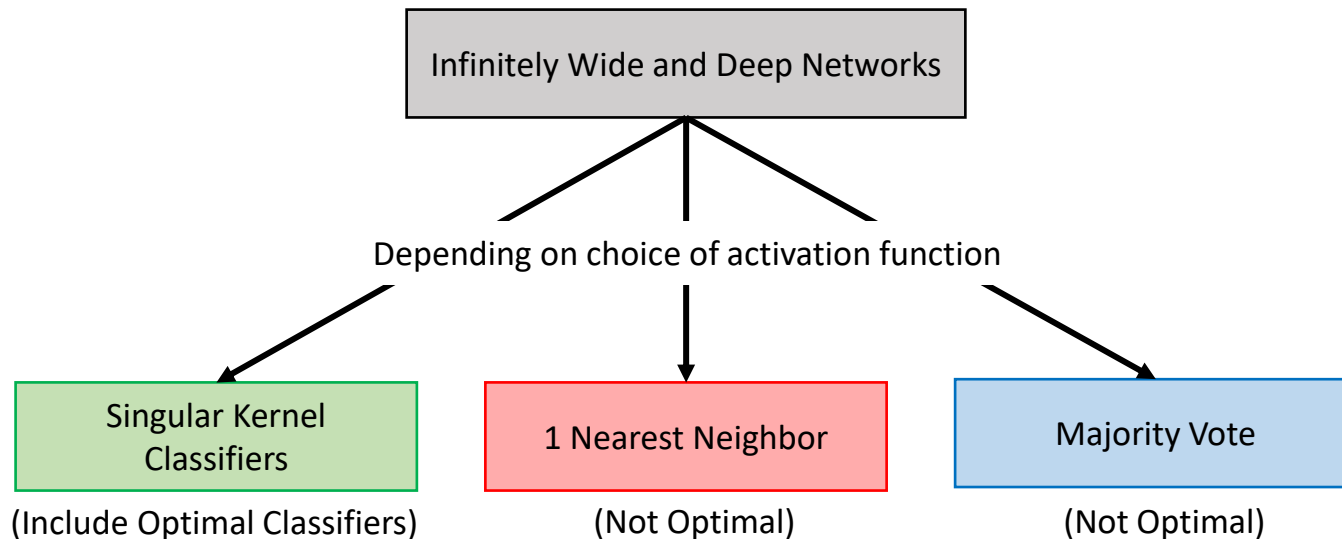 Infinitely Wide and Deep Networks
Depending on choice of activation function
Singular Kernel
Classifiers
(Include Optimal Classifiers)
1 Nearest Neighbor
(Not Optimal)
Majority Vote
(Not Optimal)